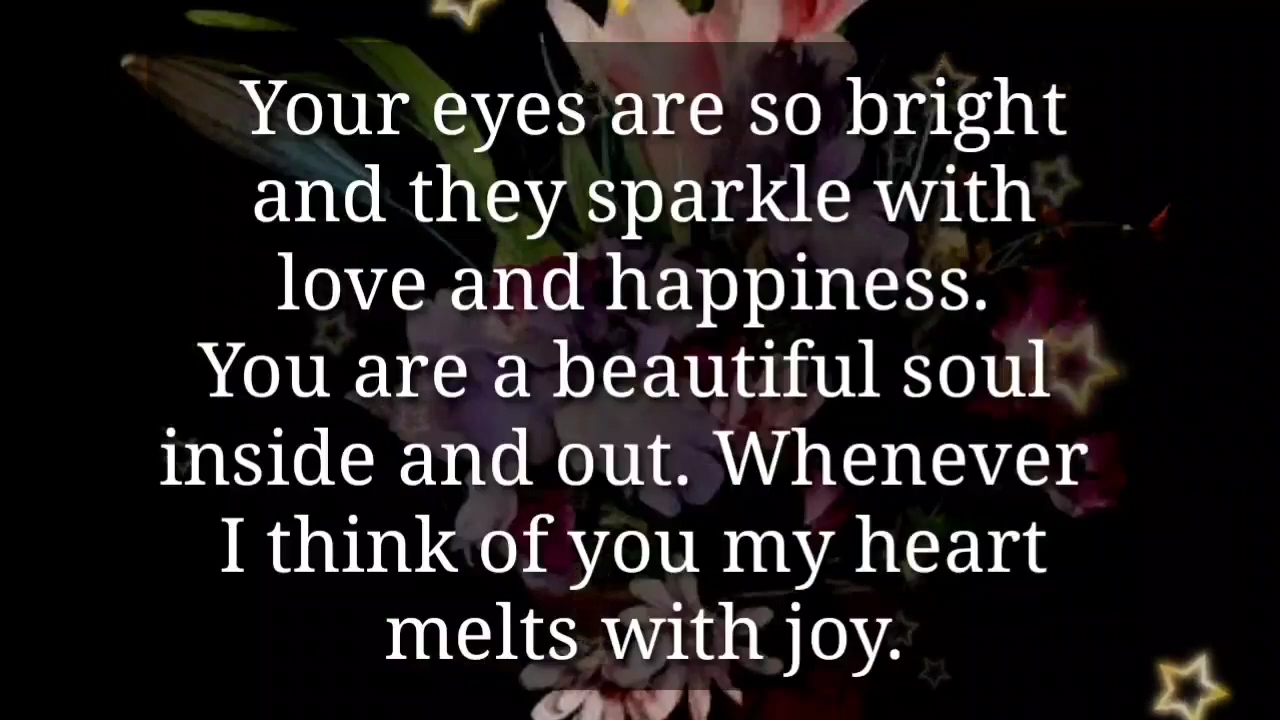 Your eyes are so bright
and they sparkle with
love and happiness.
You are a beautiful soul
inside and out. Whenever
I think of you my heart
melts with joy.